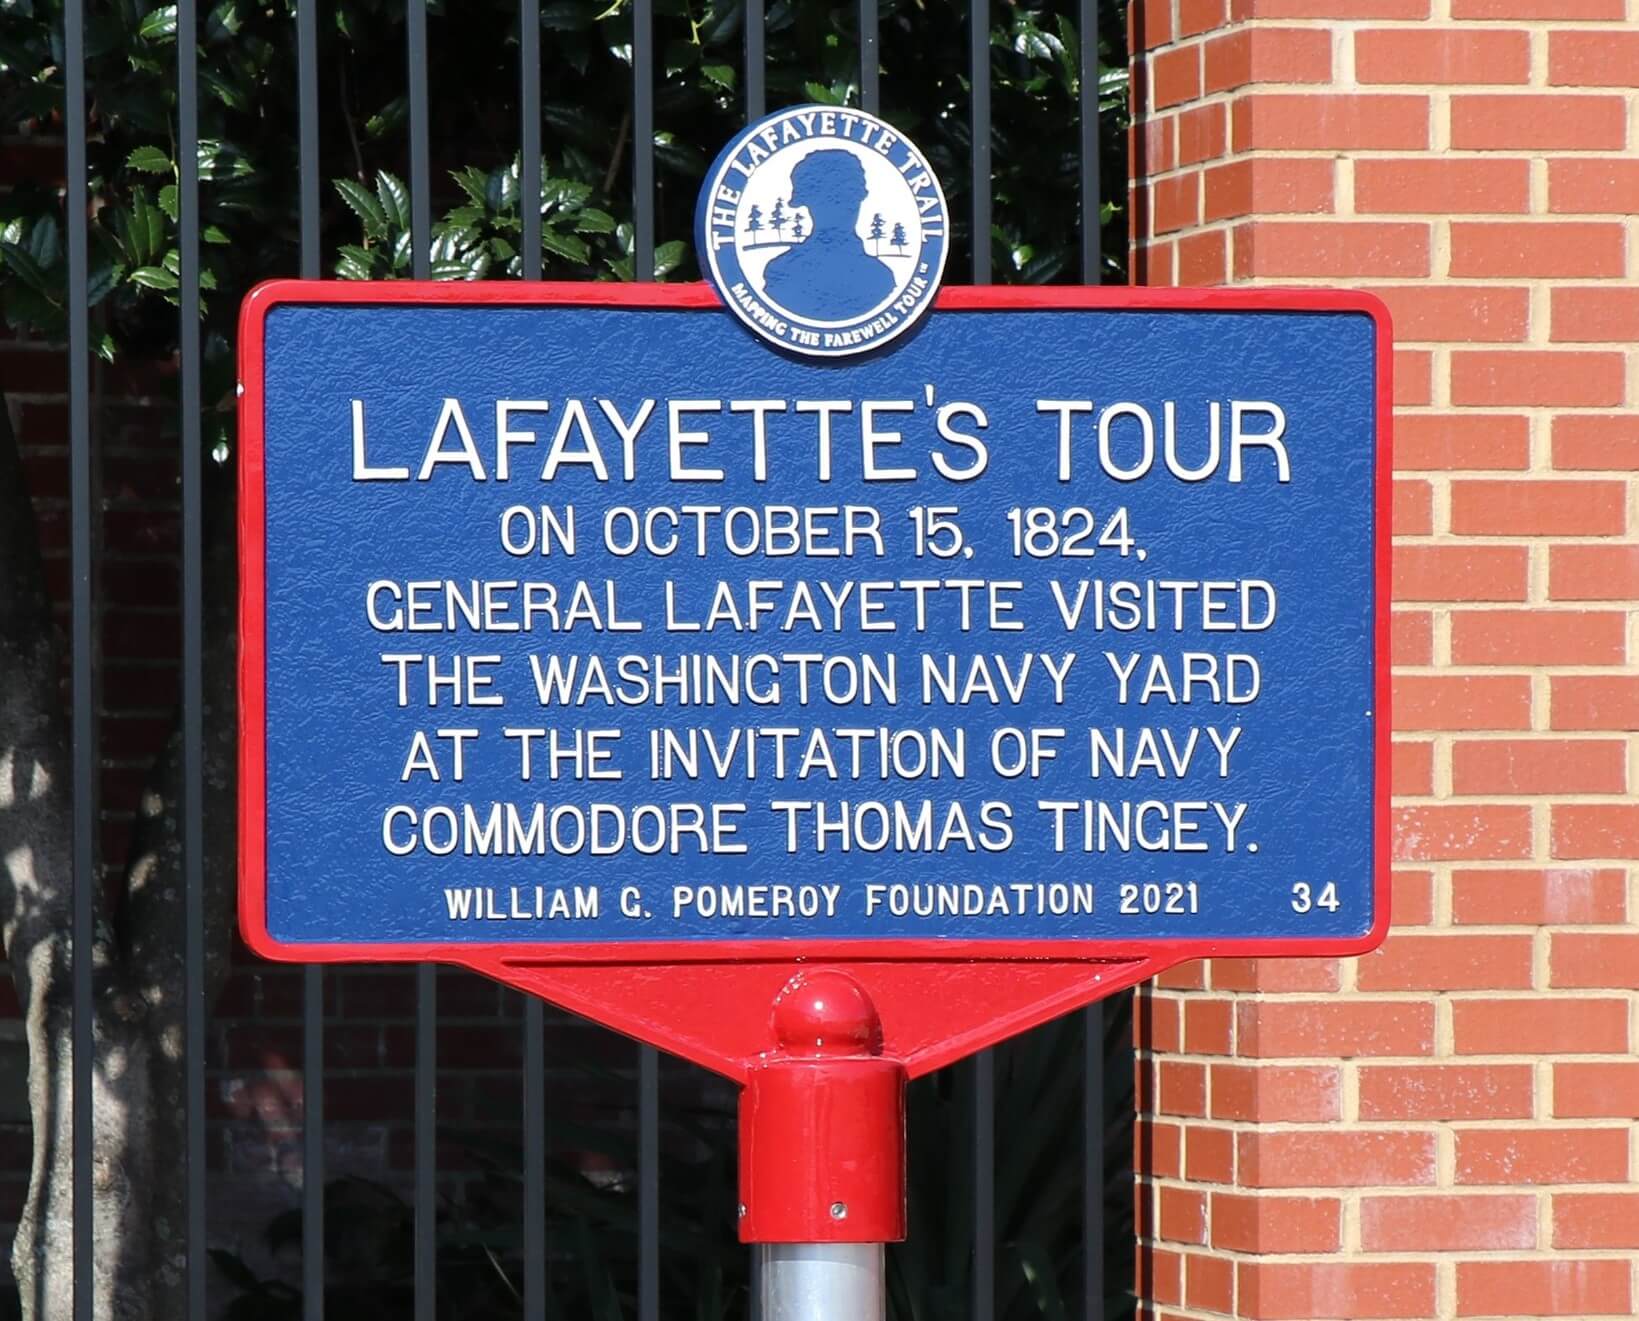 THE LAFAYETTE TRAIL
MAPPING THE FAREWELL TOUR™
LAFAYETTE'S TOUR
ON OCTOBER 15, 1824,
GENERAL LAFAYETTE VISITED
THE WASHINGTON NAVY YARD
AT THE INVITATION OF NAVY
COMMODORE THOMAS TINGEY.
WILLIAM G. POMEROY FOUNDATION 2021 34